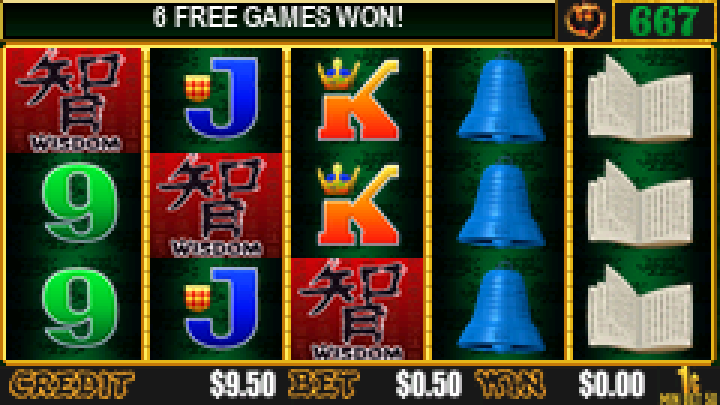 6 FREE GAMES WON!
667
智 J K
WISDOM
9 智 K
WISDOM
9 J 智
WISDOM
CREDIT $9.50 BET $0.50 WIN $0.00 1¢